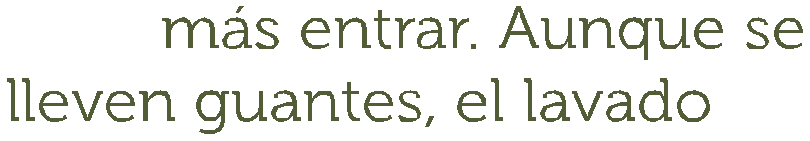 más entrar. Aunque se
lleven guantes, el lavado